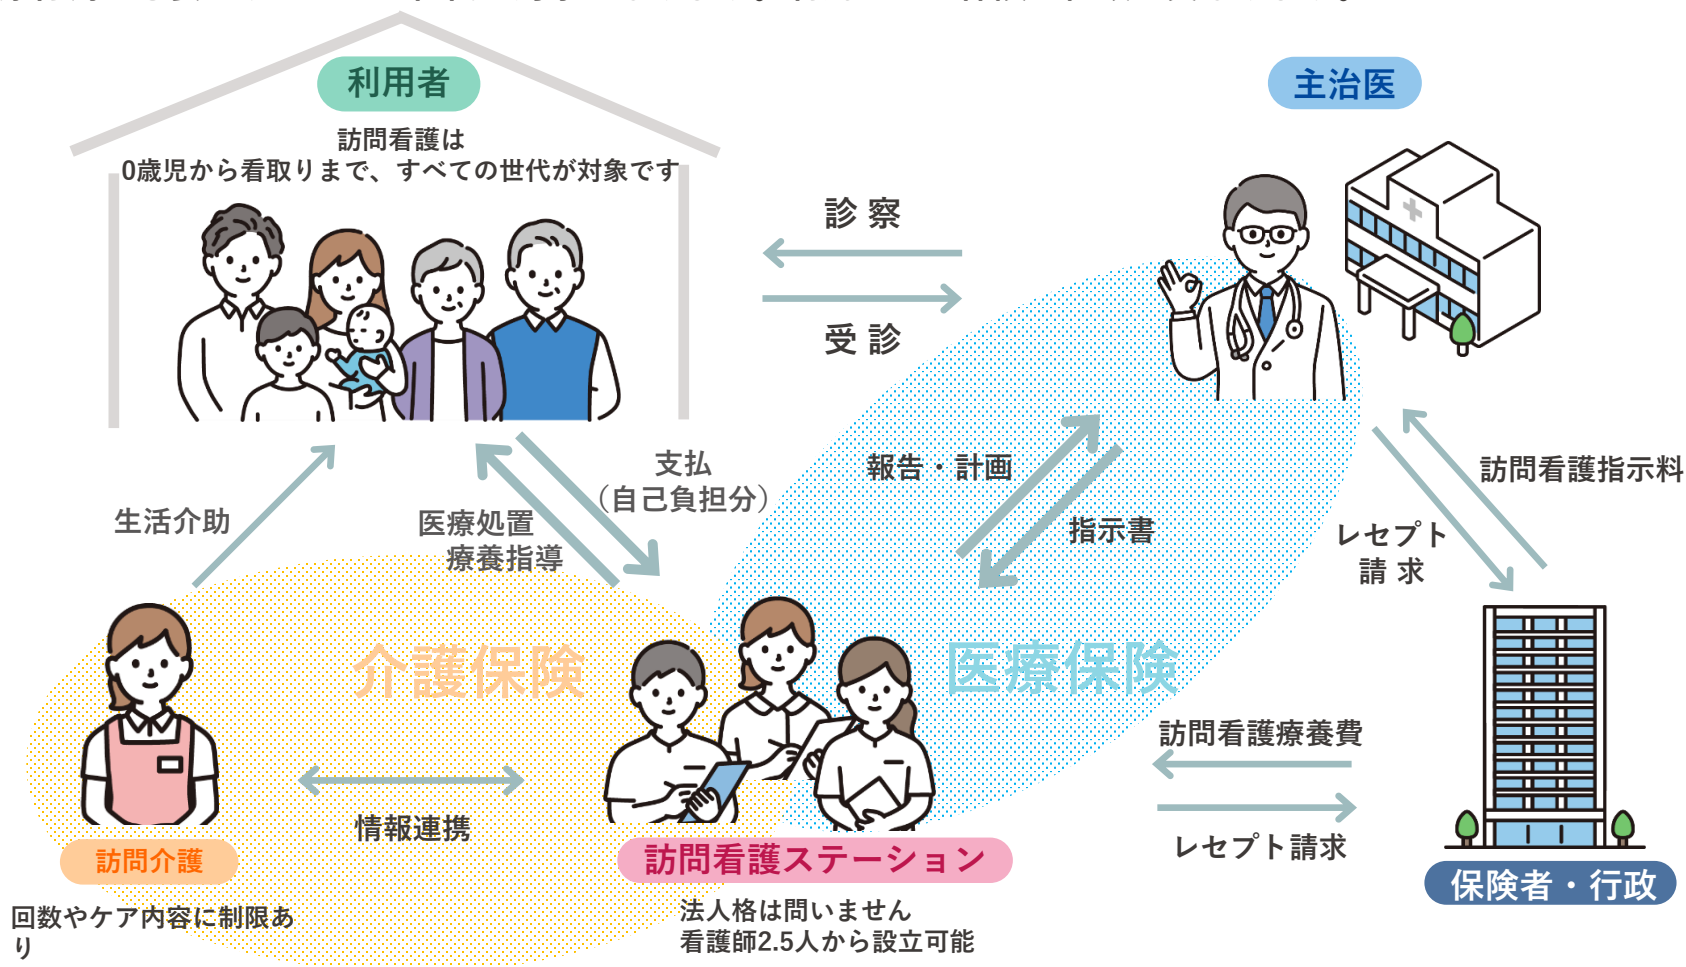 利用者
主治医
訪問看護は
0歳児から看取りまで、すべての世代が対象です
診 察
受 診
支払
（自己負担分）
報告・計画
訪問看護指示料
生活介助
医療処置
療養指導
指示書
レセプト
請 求
介護保険
医療保険
訪問看護療養費
情報連携
レセプト請求
訪問介護
訪問看護ステーション
保険者・行政
回数やケア内容に制限あ
り
法人格は問いません
看護師2.5人から設立可能